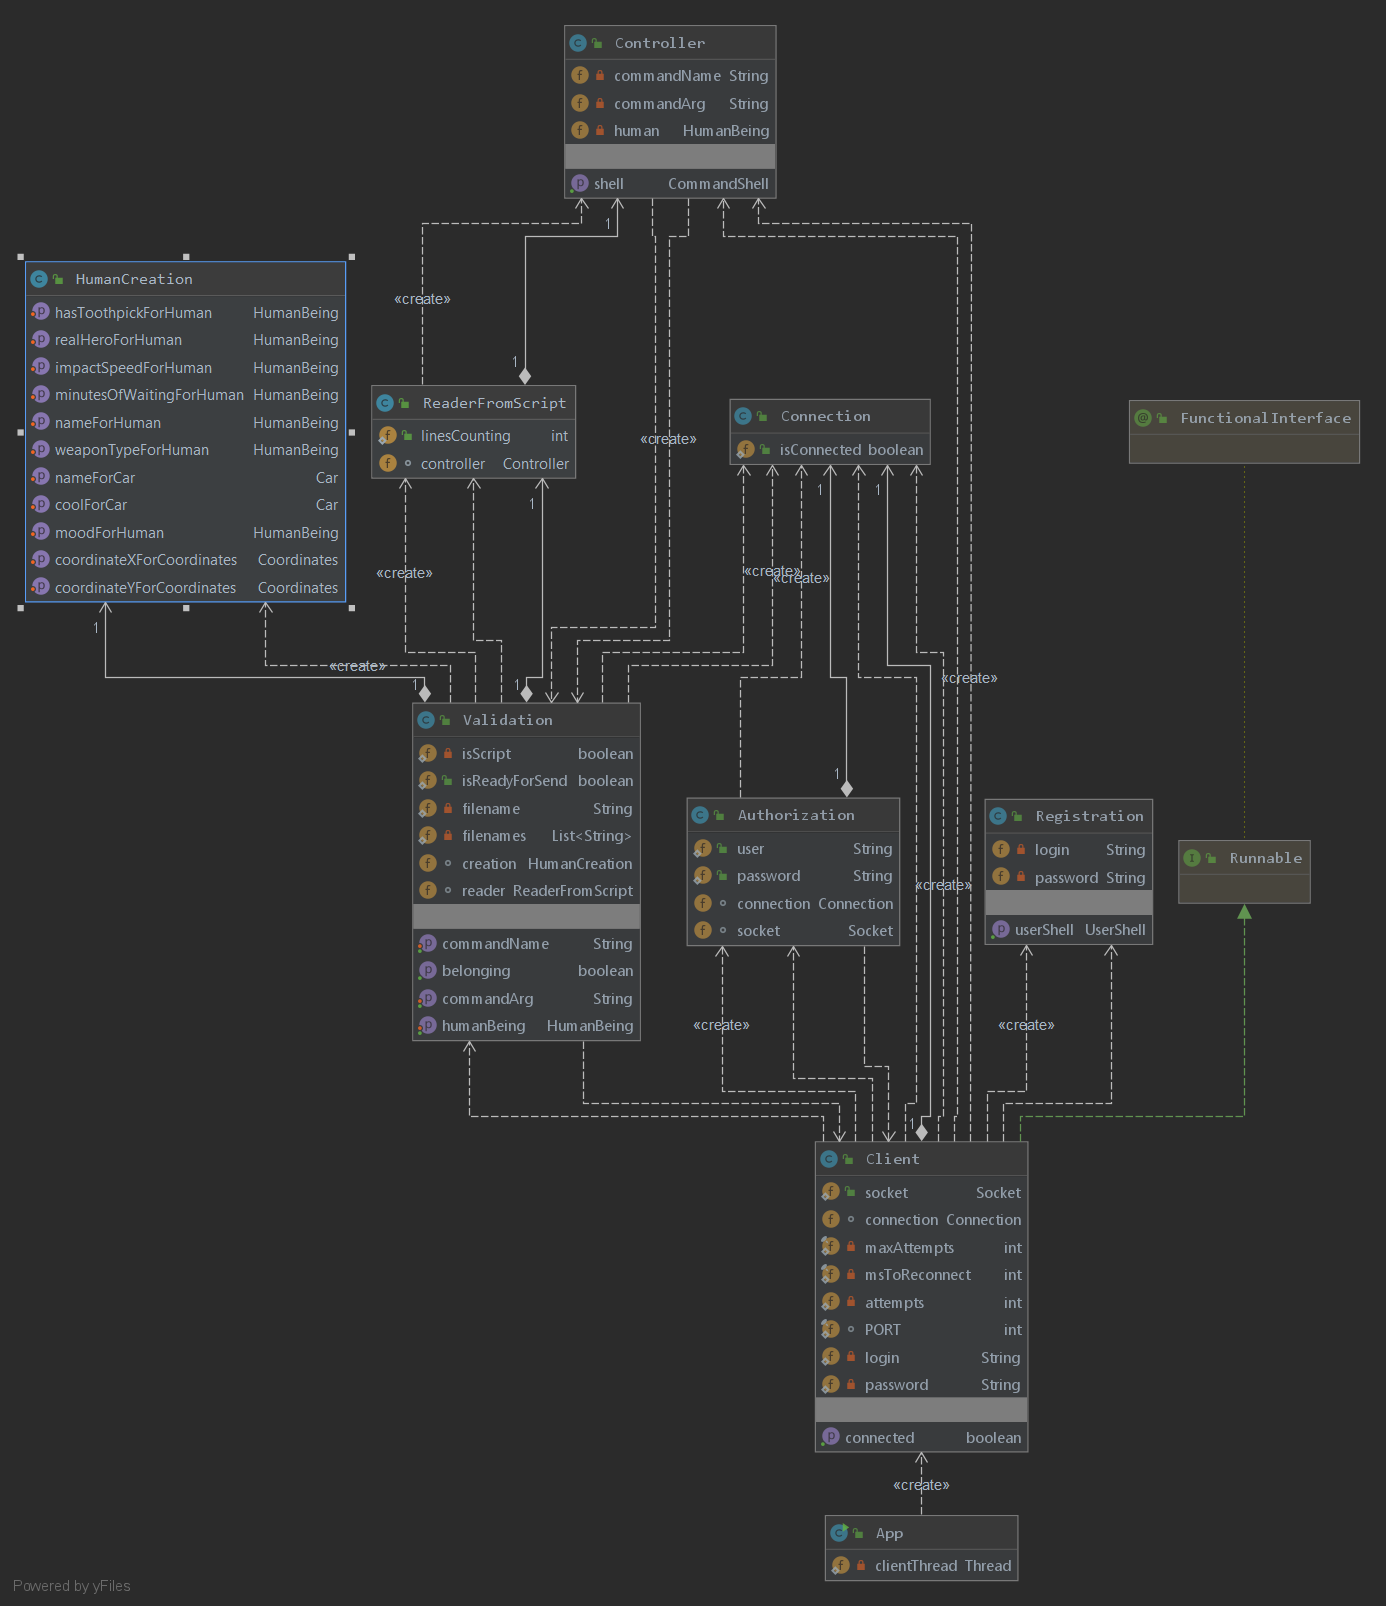 Controller
commandName String
commandArg String
human HumanBeing
shell CommandShell
1
HumanCreation
hasToothpickForHuman HumanBeing
realHeroForHuman HumanBeing
impactSpeedForHuman HumanBeing
minutesOfWaitingForHuman HumanBeing
nameForHuman HumanBeing
weaponTypeForHuman HumanBeing
nameForCar Car
coolForCar Car
moodForHuman HumanBeing
coordinateXForCoordinates Coordinates
coordinateYForCoordinates Coordinates
«create»
1
ReaderFromScript
linesCounting int
controller Controller
«create»
Connection
isConnected boolean
FunctionalInterface
1
1
1
«create»
«create»
«create»
1
«create»
1
1
«create»
Validation
isScript boolean
isReadyForSend boolean
filename String
filenames List<String>
creation HumanCreation
reader ReaderFromScript
commandName String
belonging boolean
commandArg String
humanBeing HumanBeing
1
Authorization
user String
password String
connection Connection
socket Socket
«create»
Registration
login String
password String
userShell UserShell
Runnable
«create»
«create»
1
Client
socket Socket
connection Connection
maxAttempts int
msToReconnect int
attempts int
PORT int
login String
password String
connected boolean
«create»
App
clientThread Thread
Powered by yFiles